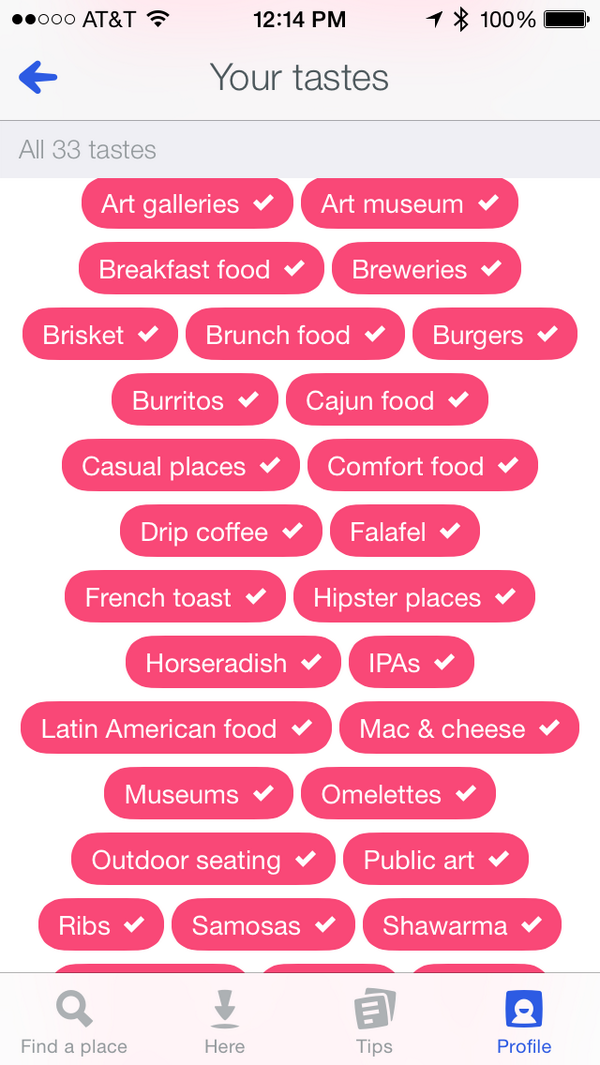 AT&T 12:14 PM 100%
Your tastes
All 33 tastes
Art galleries Art museum
Breakfast food Breweries
Brisket Brunch food Burgers
Burritos Cajun food
Casual places Comfort food
Drip coffee Falafel
French toast Hipster places
Horseradish IPAs
Latin American food Mac & cheese
Museums Omelettes
Outdoor seating Public art
Ribs Samosas Shawarma
Find a place Here Tips Profile